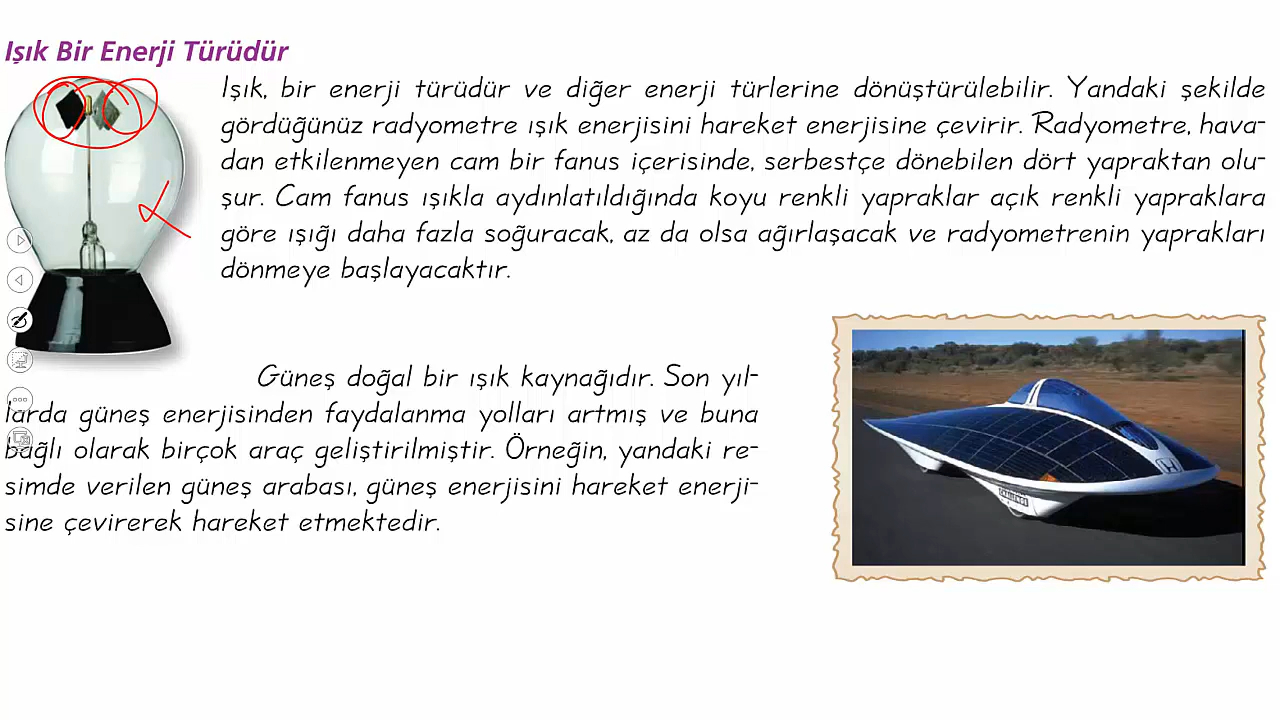 Işık Bir Enerji Türüdür
Işık, bir enerji türüdür ve diğer enerji türlerine dönüştürülebilir. Yandaki şekilde
gördüğünüz radyometre ışık enerjisini hareket enerjisine çevirir. Radyometre, hava-
dan etkilenmeyen cam bir fanus içerisinde, serbestçe dönebilen dört yapraktan olu-
şur. Cam fanus ışıkla aydınlatıldığında koyu renkli yapraklar açık renkli yapraklara
göre ışığı daha fazla soğuracak, az da olsa ağırlaşacak ve radyometrenin yaprakları
dönmeye başlayacaktır.
Güneş doğal bir ışık kaynağıdır. Son yıl-
larda güneş enerjisinden faydalanma yolları artmış ve buna
bağlı olarak birçok araç geliştirilmiştir. Örneğin, yandaki re-
simde verilen güneş arabası, güneş enerjisini hareket enerji-
sine çevirerek hareket etmektedir.